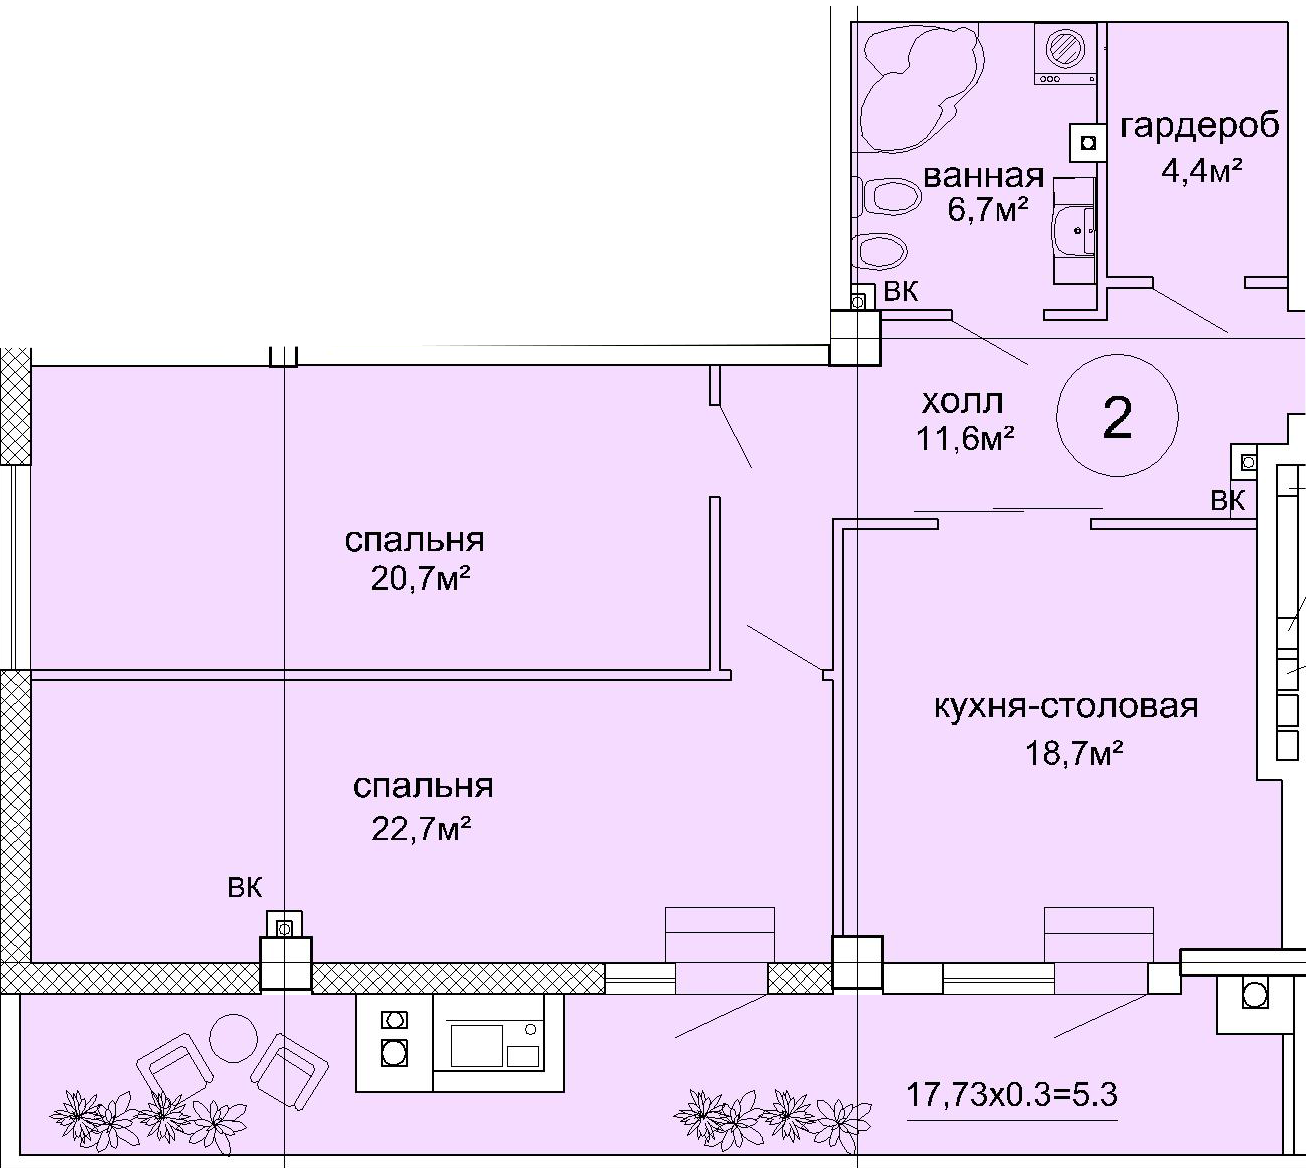 гардероб
4,4м²
ванная
6,7м²
ВК
холл
11,6м²
2
ВК
спальня
20,7м²
кухня-столовая
18,7м²
спальня
22,7м²
ВК
17,73х0.3=5.3